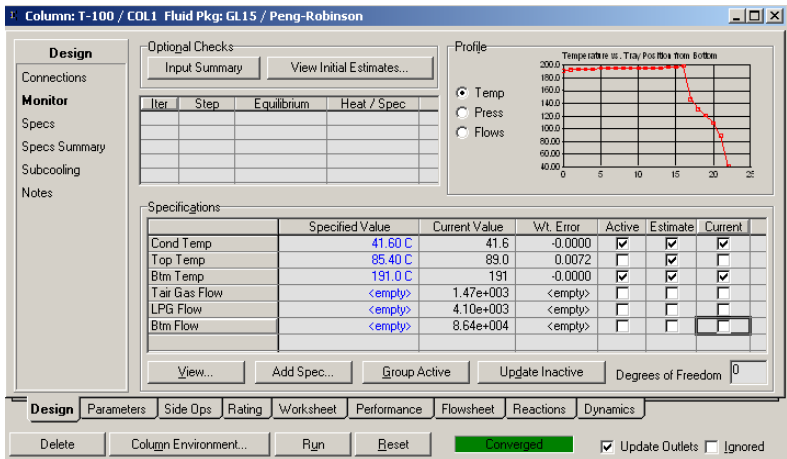 Column: T-100 / COL1 Fluid Pkg: GL15 / Peng-Robinson
Design
Connections
Monitor
Specs
Specs Summary
Subcooling
Notes
Optional Checks
Input Summary
View Initial Estimates...
Iter Step Equilibrium Heat / Spec
Profile
Temp
Press
Flows
Temperature vs. Tray Position from Bottom
200.0
180.0
160.0
140.0
120.0
100.0
80.00
60.00
40.00
0 5 10 15 20 25
Specifications
Specified Value Current Value Wt. Error Active Estimate Current
Cond Temp 41.60 C 41.6 -0.0000
Top Temp 85.40 C 89.0 0.0072
Btm Temp 191.0 C 191 -0.0000
Tair Gas Flow <empty> 1.47e+003 <empty>
LPG Flow <empty> 4.10e+003 <empty>
Btm Flow <empty> 8.64e+004 <empty>
View... Add Spec... Group Active Update Inactive Degrees of Freedom 0
Design Parameters Side Ops Rating Worksheet Performance Flowsheet Reactions Dynamics
Delete Column Environment... Run Reset Converged Update Outlets Ignored